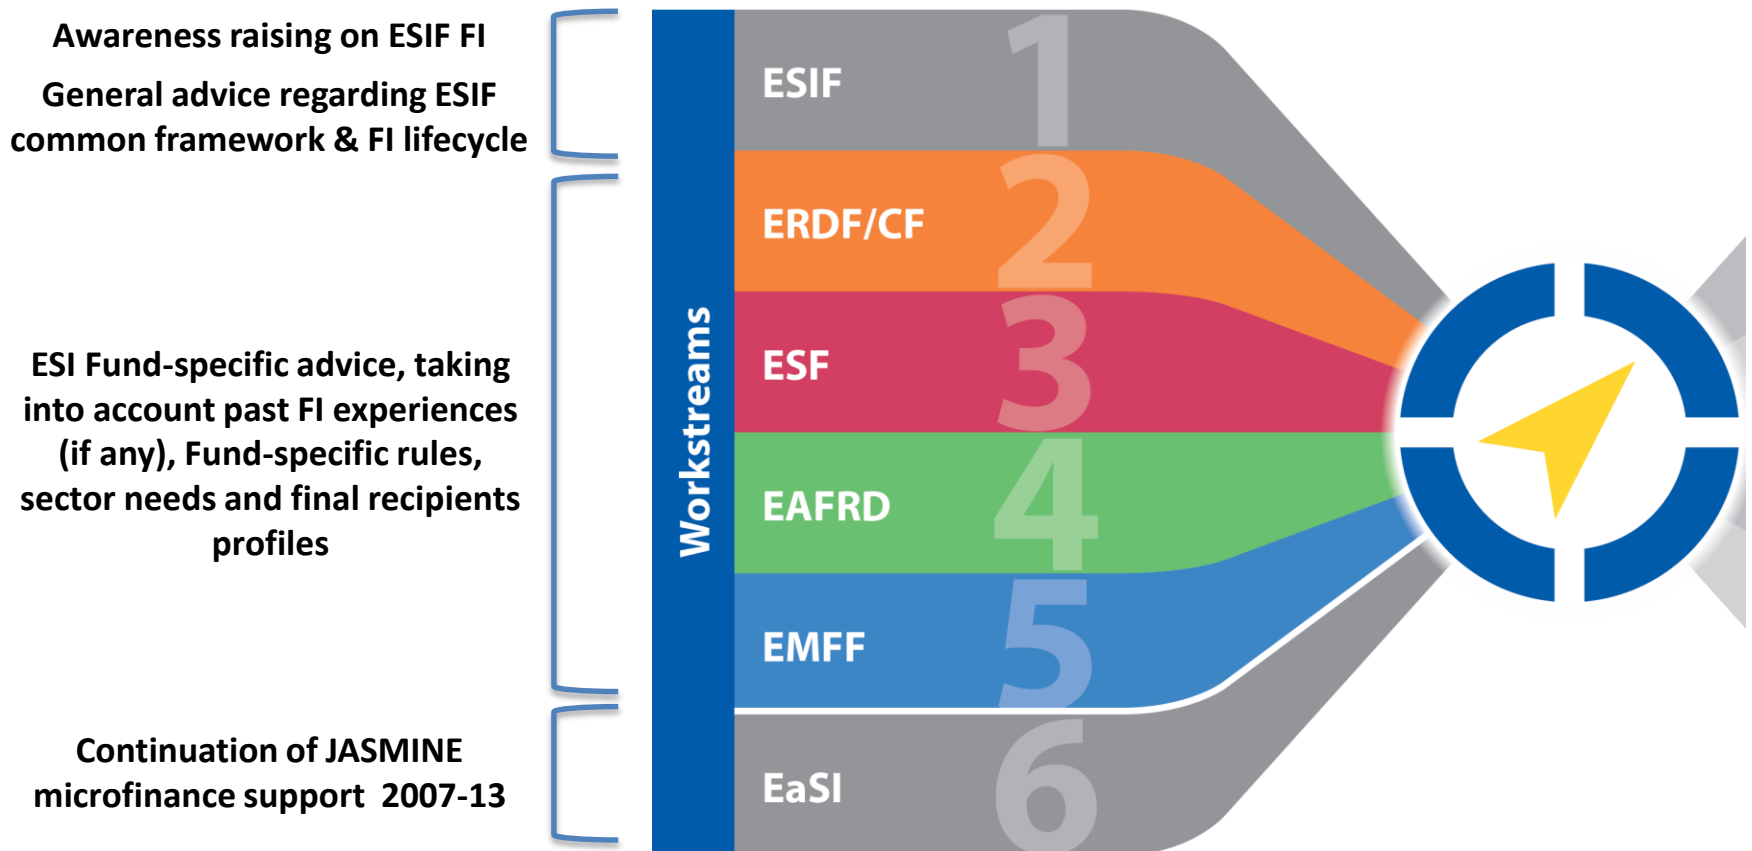 Awareness raising on ESIF FI
General advice regarding ESIF
common framework & FI lifecycle
ESI Fund-specific advice, taking
into account past FI experiences
(if any), Fund-specific rules,
sector needs and final recipients
profiles
Continuation of JASMINE
microfinance support 2007-13
Workstreams
ESIF 1
ERDF/CF 2
ESF 3
EAFRD 4
EMFF 5
EaSI 6